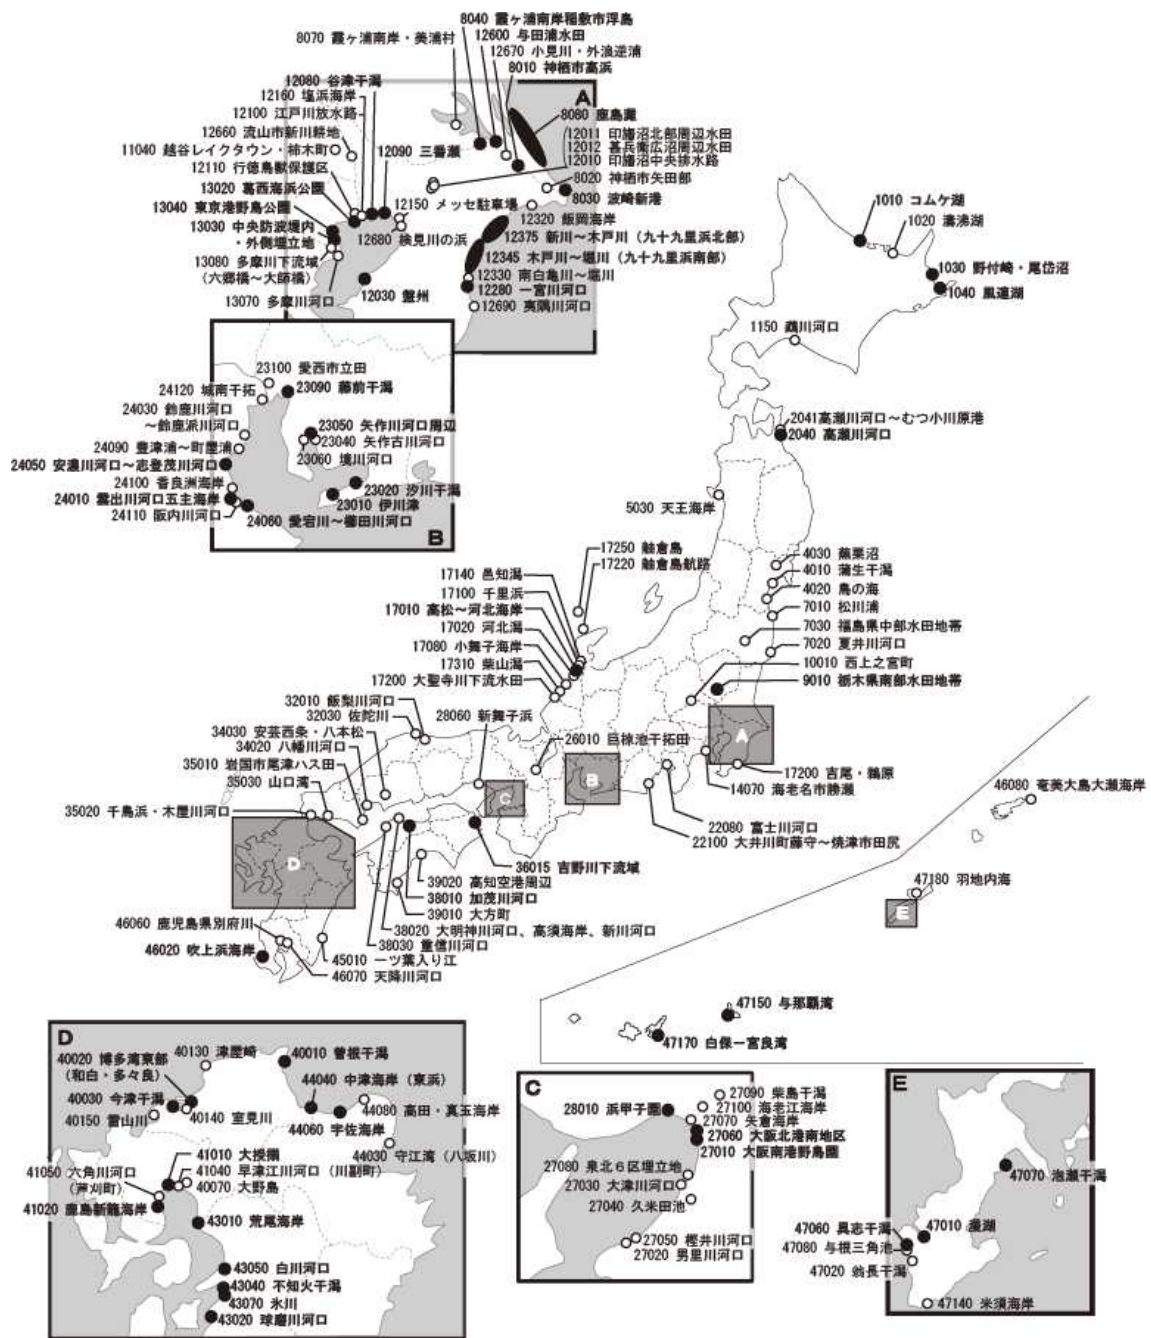 8040 霞ヶ浦南岸稲敷市浮島
12600 与田浦水田
8070 霞ヶ浦南岸・美浦村
12670 小見川・外浪逆浦
8010 神栖市高浜
12080 谷津干潟
A
12160 塩浜海岸
8080 鹿島灘
12100 江戸川放水路
12660 流山市新川耕地
12011 印旛沼北部周辺水田
12012 甚兵衛広沼周辺水田
11040 越谷レイクタウン・柿木町
12090 三番瀬
12010 印旛沼中央排水路
12110 行徳鳥獣保護区
8020 神栖市矢田部
13020 葛西海浜公園
12150 メッセ駐車場
8030 波崎新港
13040 東京港野鳥公園
12320 飯岡海岸
13030 中央防波堤内
・外側埋立地
12680 検見川の浜
12375 新川～木戸川(九十九里浜北部)
13080 多摩川下流域
(六郷橋～大師橋)
12345 木戸川～堀川(九十九里浜南部)
12330 南白亀川～堀川
13070 多摩川河口
12030 盤州
12280 一宮川河口
12690 夷隅川河口
1010 コムケ湖
1020 濤沸湖
1030 野付崎・尾岱沼
1040 風蓮湖
1150 鵡川河口
2041高瀬川河口～むつ小川原港
2040 高瀬川河口
5030 天王海岸
23100 愛西市立田
24120 城南干拓
23090 藤前干潟
24030 鈴鹿川河口
～鈴鹿派川河口
23050 矢作川河口周辺
23040 矢作古川河口
24090 豊津浦～町屋浦
23060 境川河口
24050 安濃川河口～志登茂川河口
24100 香良洲海岸
23020 汐川干潟
24010 雲出川河口五主海岸
23010 伊川津
24110 阪内川河口
24060 愛宕川～櫛田川河口
B
17250 舳倉島
17220 舳倉島航路
17140 邑知潟
17100 千里浜
17010 高松～河北海岸
17020 河北潟
17080 小舞子海岸
17310 柴山潟
17200 大聖寺川下流水田
4030 蕪栗沼
4010 蒲生干潟
4020 鳥の海
7010 松川浦
7030 福島県中部水田地帯
7020 夏井川河口
10010 西上之宮町
9010 栃木県南部水田地帯
32010 飯梨川河口
32030 佐陀川
28060 新舞子浜
34030 安芸西条・八本松
34020 八幡川河口
26010 巨椋池干拓田
35010 岩国市尾津ハス田
35030 山口湾
35020 千鳥浜・木屋川河口
A
B
C
D
17200 吉尾・鵜原
14070 海老名市勝瀬
22080 富士川河口
22100 大井川町藤守～焼津市田尻
36015 吉野川下流域
39020 高知空港周辺
38010 加茂川河口
39010 大方町
38020 大明神川河口、高須海岸、新川河口
38030 重信川河口
46060 鹿児島県別府川
46020 吹上浜海岸
45010 一ツ葉入り江
46070 天降川河口
46080 奄美大島大瀬海岸
47180 羽地内海
E
47150 与那覇湾
47170 白保－宮良湾
D
40130 津屋崎
40010 曽根干潟
40020 博多湾東部
(和白・多々良)
44040 中津海岸(東浜)
40030 今津干潟
40150 雷山川
40140 室見川
44080 高田・真玉海岸
44060 宇佐海岸
44030 守江湾(八坂川)
41010 大授搦
41050 六角川河口
(芦刈町)
41040 早津江川河口(川副町)
40070 大野島
41020 鹿島新籠海岸
43010 荒尾海岸
43050 白川河口
43040 不知火干潟
43070 氷川
43020 球磨川河口
C
27090 柴島干潟
28010 浜甲子園
27100 海老江海岸
27070 矢倉海岸
27060 大阪北港南地区
27010 大阪南港野鳥園
27080 泉北6区埋立地
27030 大津川河口
27040 久米田池
27050 樫井川河口
27020 男里川河口
E
47070 泡瀬干潟
47060 具志干潟
47010 漫湖
47080 与根三角池
47020 翁長干潟
47140 米須海岸